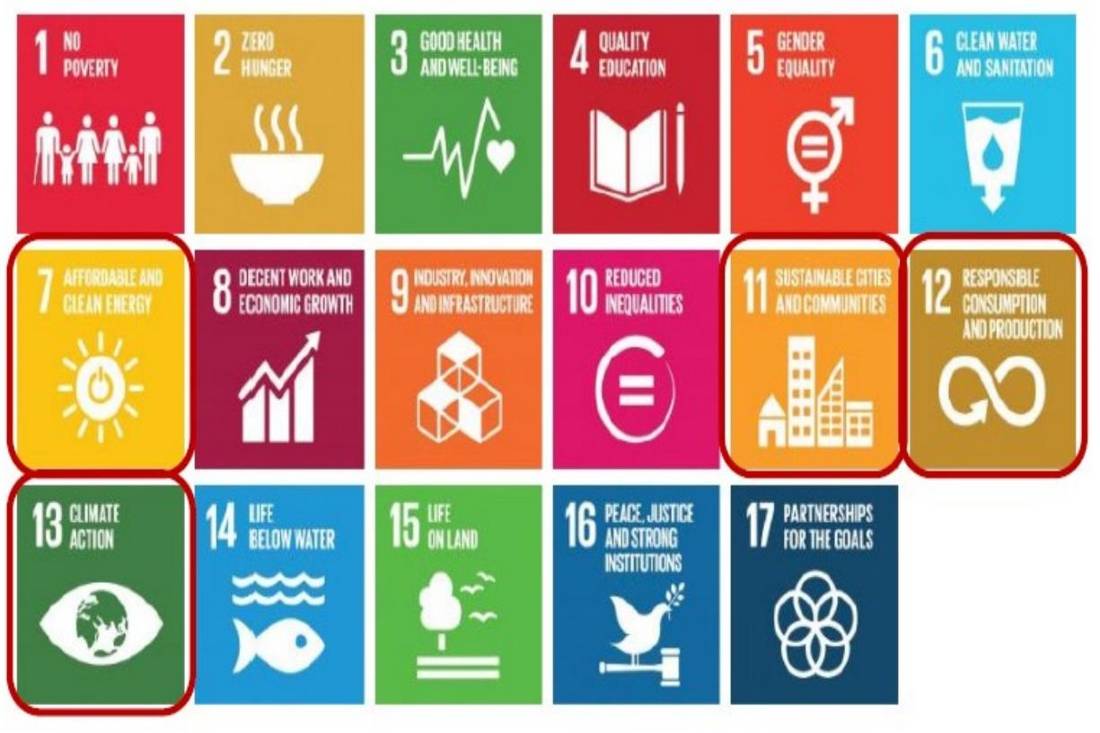 1 NO
POVERTY
2 ZERO
HUNGER
3 GOOD HEALTH
AND WELL-BEING
4 QUALITY
EDUCATION
5 GENDER
EQUALITY
6 CLEAN WATER
AND SANITATION
7 AFFORDABLE AND
CLEAN ENERGY
8 DECENT WORK AND
ECONOMIC GROWTH
9 INDUSTRY, INNOVATION
AND INFRASTRUCTURE
10 REDUCED
INEQUALITIES
11 SUSTAINABLE CITIES
AND COMMUNITIES
12 RESPONSIBLE
CONSUMPTION
AND PRODUCTION
13 CLIMATE
ACTION
14 LIFE
BELOW WATER
15 LIFE
ON LAND
16 PEACE, JUSTICE
AND STRONG
INSTITUTIONS
17 PARTNERSHIPS
FOR THE GOALS